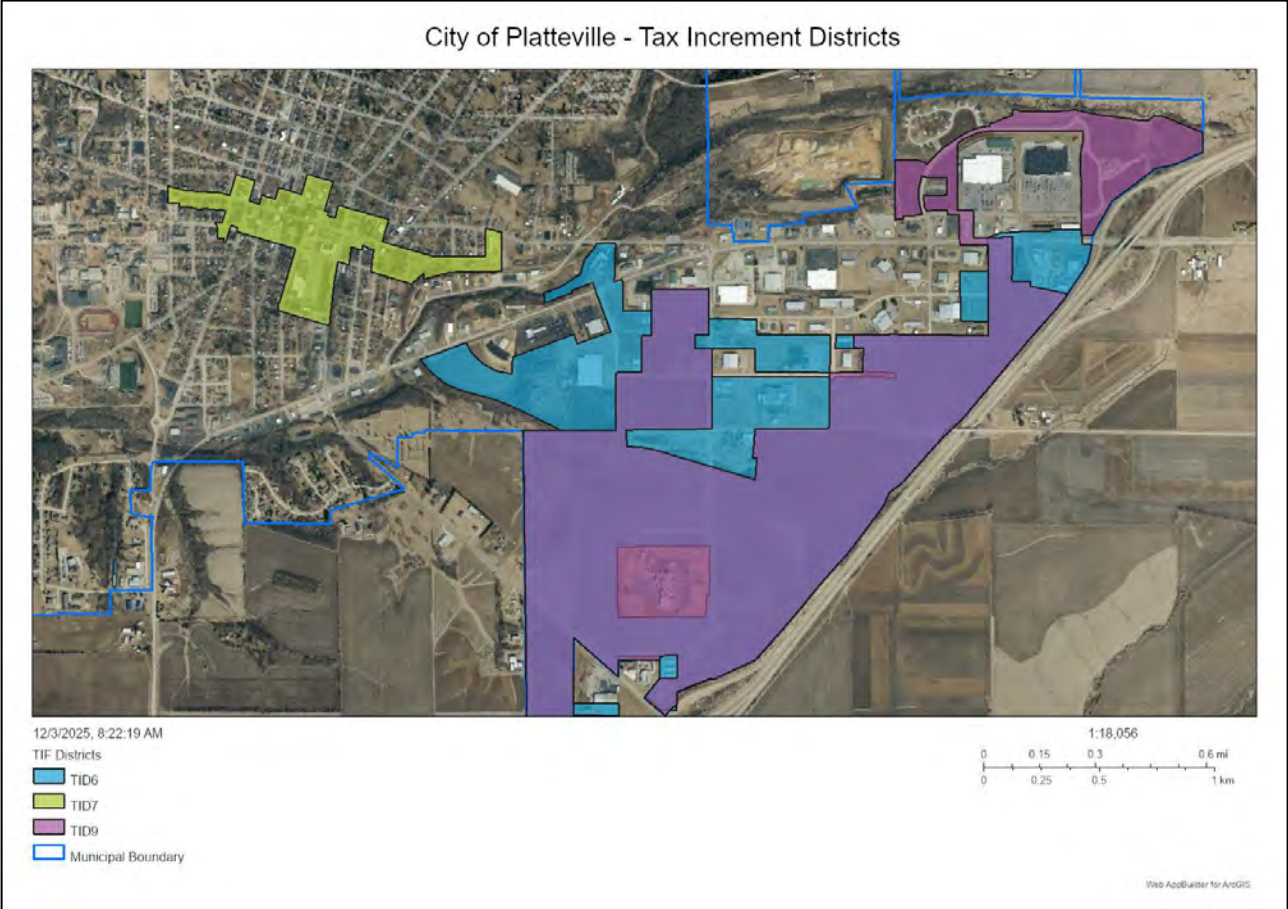 City of Platteville - Tax Increment Districts
12/3/2025, 8:22:19 AM
TIF Districts
TID6
TID7
TID9
Municipal Boundary
1:18,056
0 0.15 0.3 0.6 mi
0 0.25 0.5 1 km
Web AppBuilder for ArcGIS